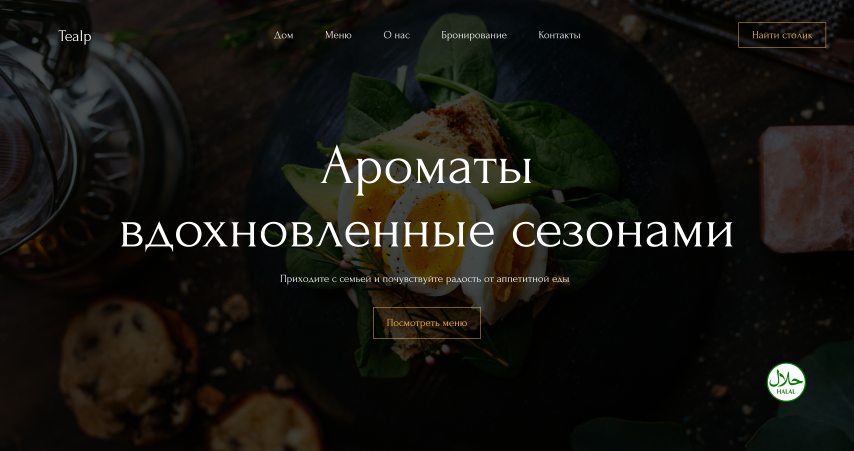 Tealp
Дом
Меню
О нас
Бронирование
Контакты
Найти столик
Ароматы
вдохновленные сезонами
Приходите с семьей и почувствуйте радость от аппетитной еды
Посмотреть меню
حلال
HALAL